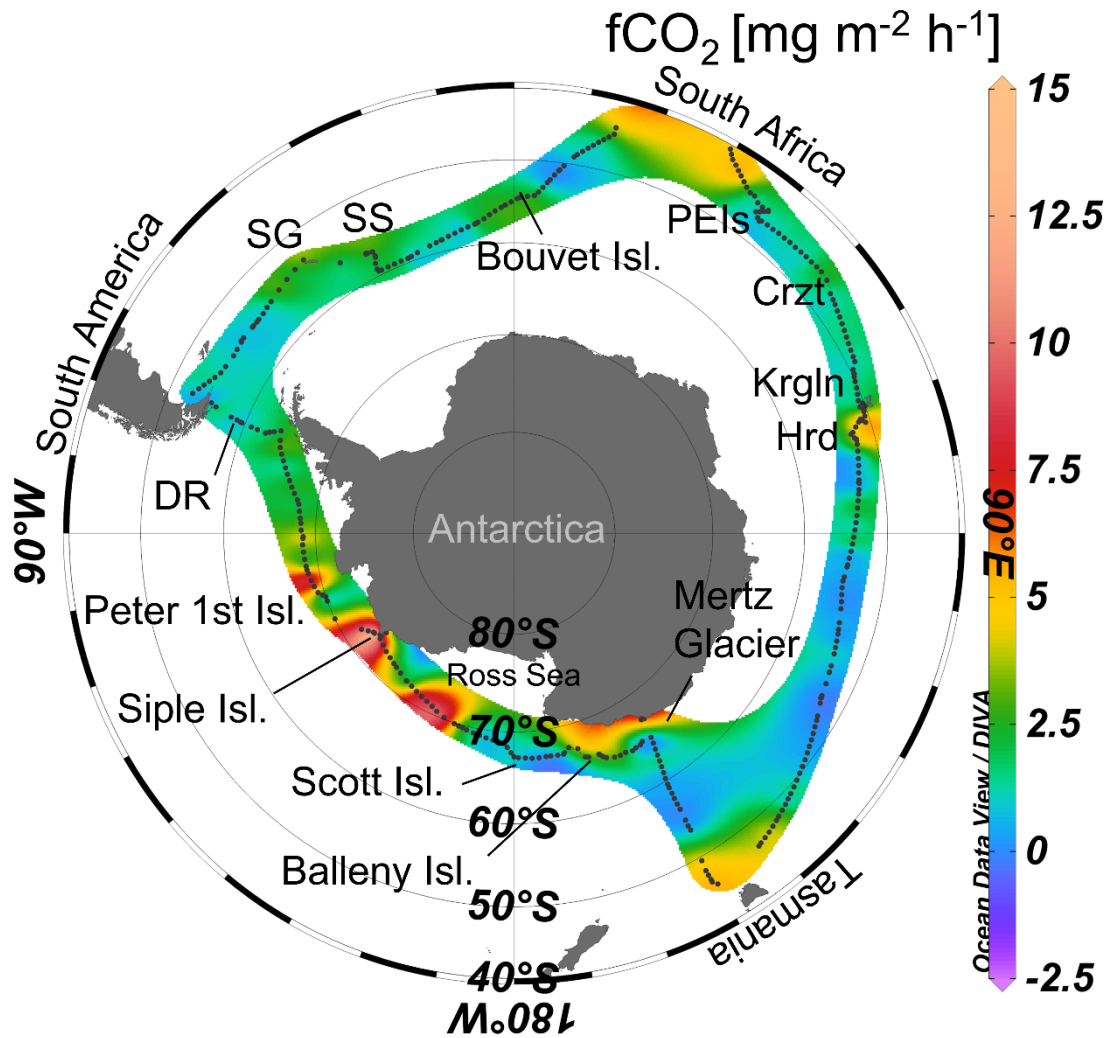 fCO₂ [mg m⁻² h⁻¹]
15
12.5
10
7.5
5
2.5
0
-2.5
Ocean Data View / DIVA
South Africa
South America
Tasmania
90°W
90°E
180°W
SG
SS
Bouvet Isl.
PEIs
Crzt
Krgln
Hrd
DR
Antarctica
Peter 1st Isl.
Siple Isl.
Scott Isl.
Balleny Isl.
Ross Sea
Mertz
Glacier
80°S
70°S
60°S
50°S
40°S